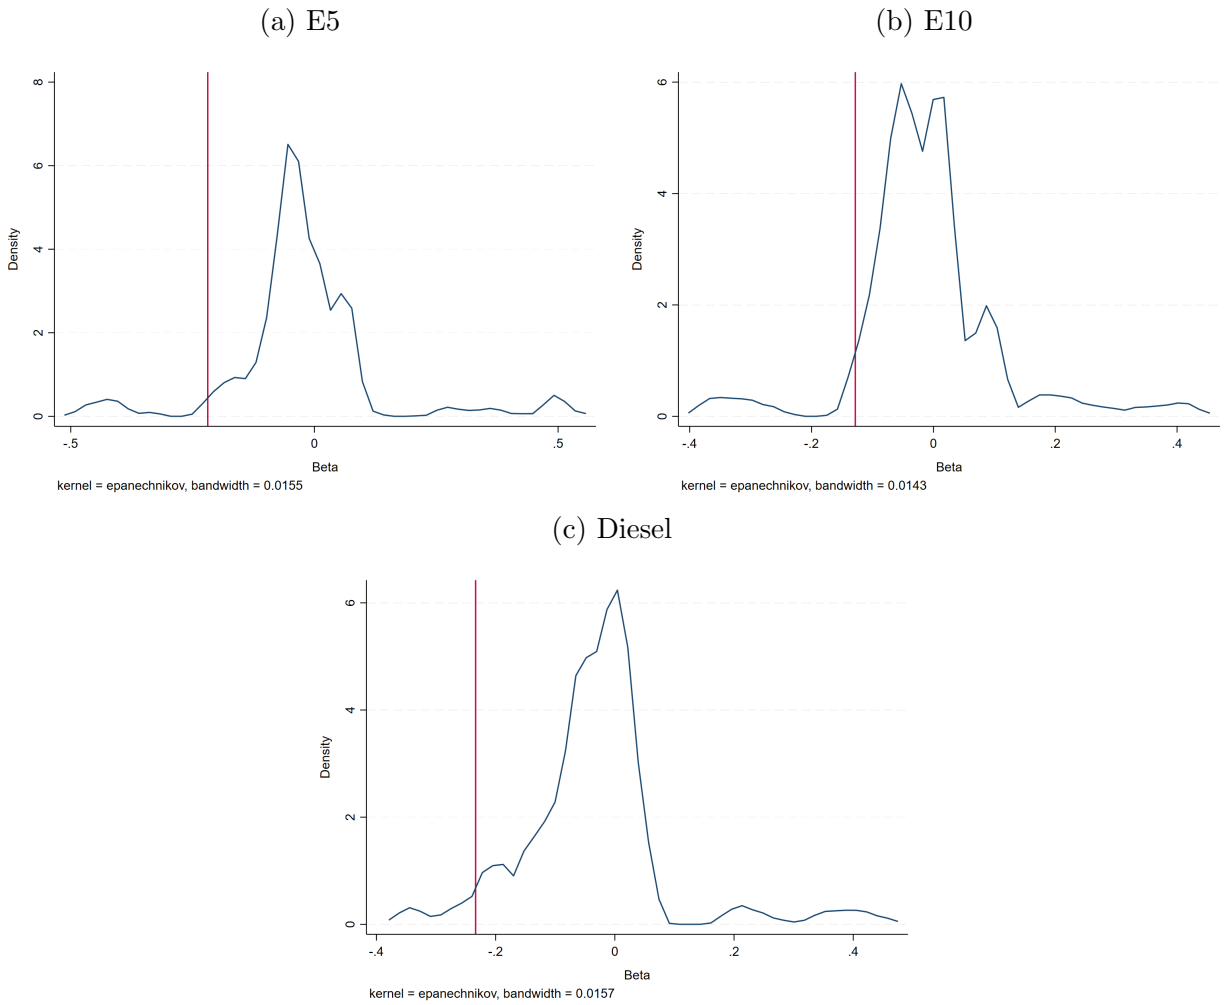 (a) E5
8
6
4
2
0
Density
-.5
0
.5
Beta
kernel = epanechnikov, bandwidth = 0.0155
(b) E10
6
4
2
0
Density
-.4
-.2
0
.2
.4
Beta
kernel = epanechnikov, bandwidth = 0.0143
(c) Diesel
6
4
2
0
Density
-.4
-.2
0
.2
.4
Beta
kernel = epanechnikov, bandwidth = 0.0157